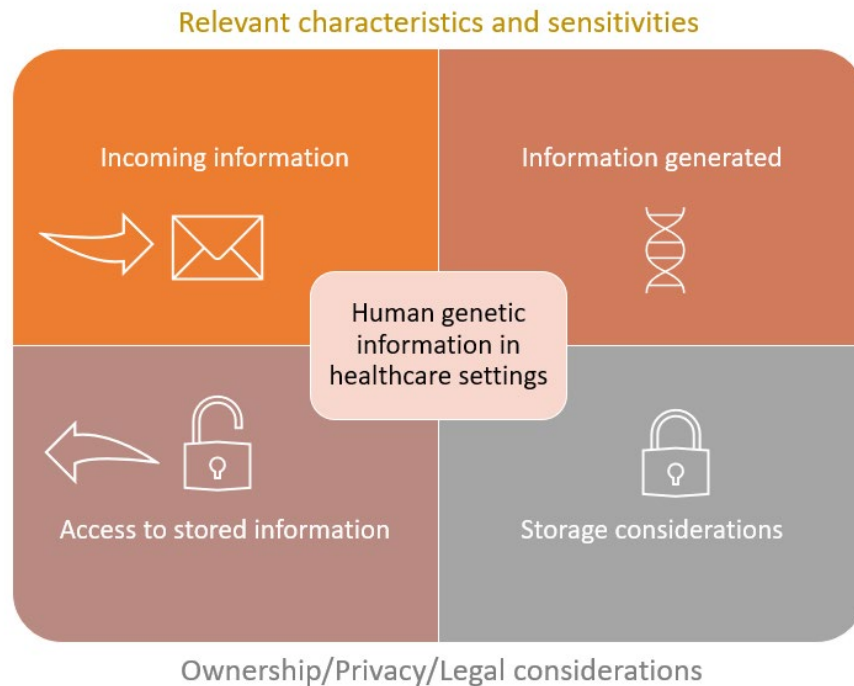 Relevant characteristics and sensitivities
Incoming information
Information generated
Human genetic
information in
healthcare settings
Access to stored information
Storage considerations
Ownership/Privacy/Legal considerations